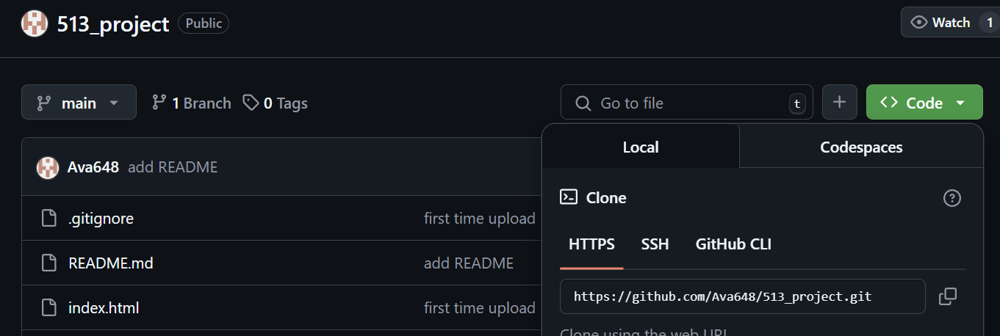 513_project Public Watch 1
main 1 Branch 0 Tags Go to file t + Code
Local Codespaces
Ava648 add README
Clone
.gitignore first time upload
HTTPS SSH GitHub CLI
README.md add README
https://github.com/Ava648/513_project.git
index.html first time upload
Clone using the web URL